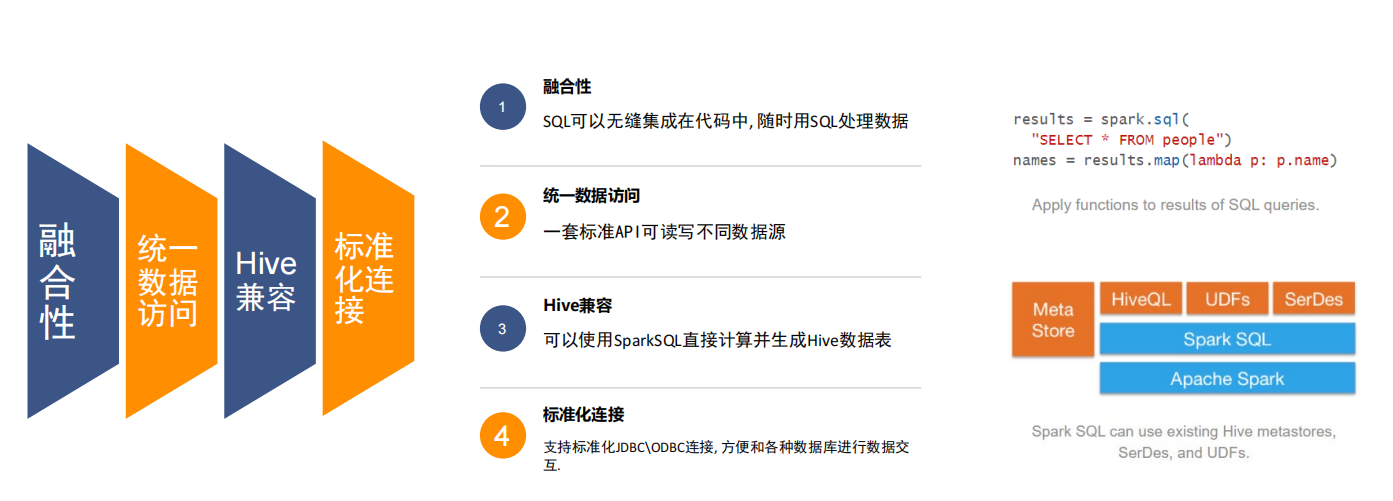 融
合
性
统一
数据
访问
Hive
兼容
标准
化连
接
1
融合性
SQL可以无缝集成在代码中, 随时用SQL处理数据
2
统一数据访问
一套标准API可读写不同数据源
3
Hive兼容
可以使用SparkSQL直接计算并生成Hive数据表
4
标准化连接
支持标准化JDBC\ODBC连接, 方便和各种数据库进行数据交
互.
results = spark.sql(
"SELECT * FROM people")
names = results.map(lambda p: p.name)
Apply functions to results of SQL queries.
Meta
Store
HiveQL
UDFs
SerDes
Spark SQL
Apache Spark
Spark SQL can use existing Hive metastores,
SerDes, and UDFs.